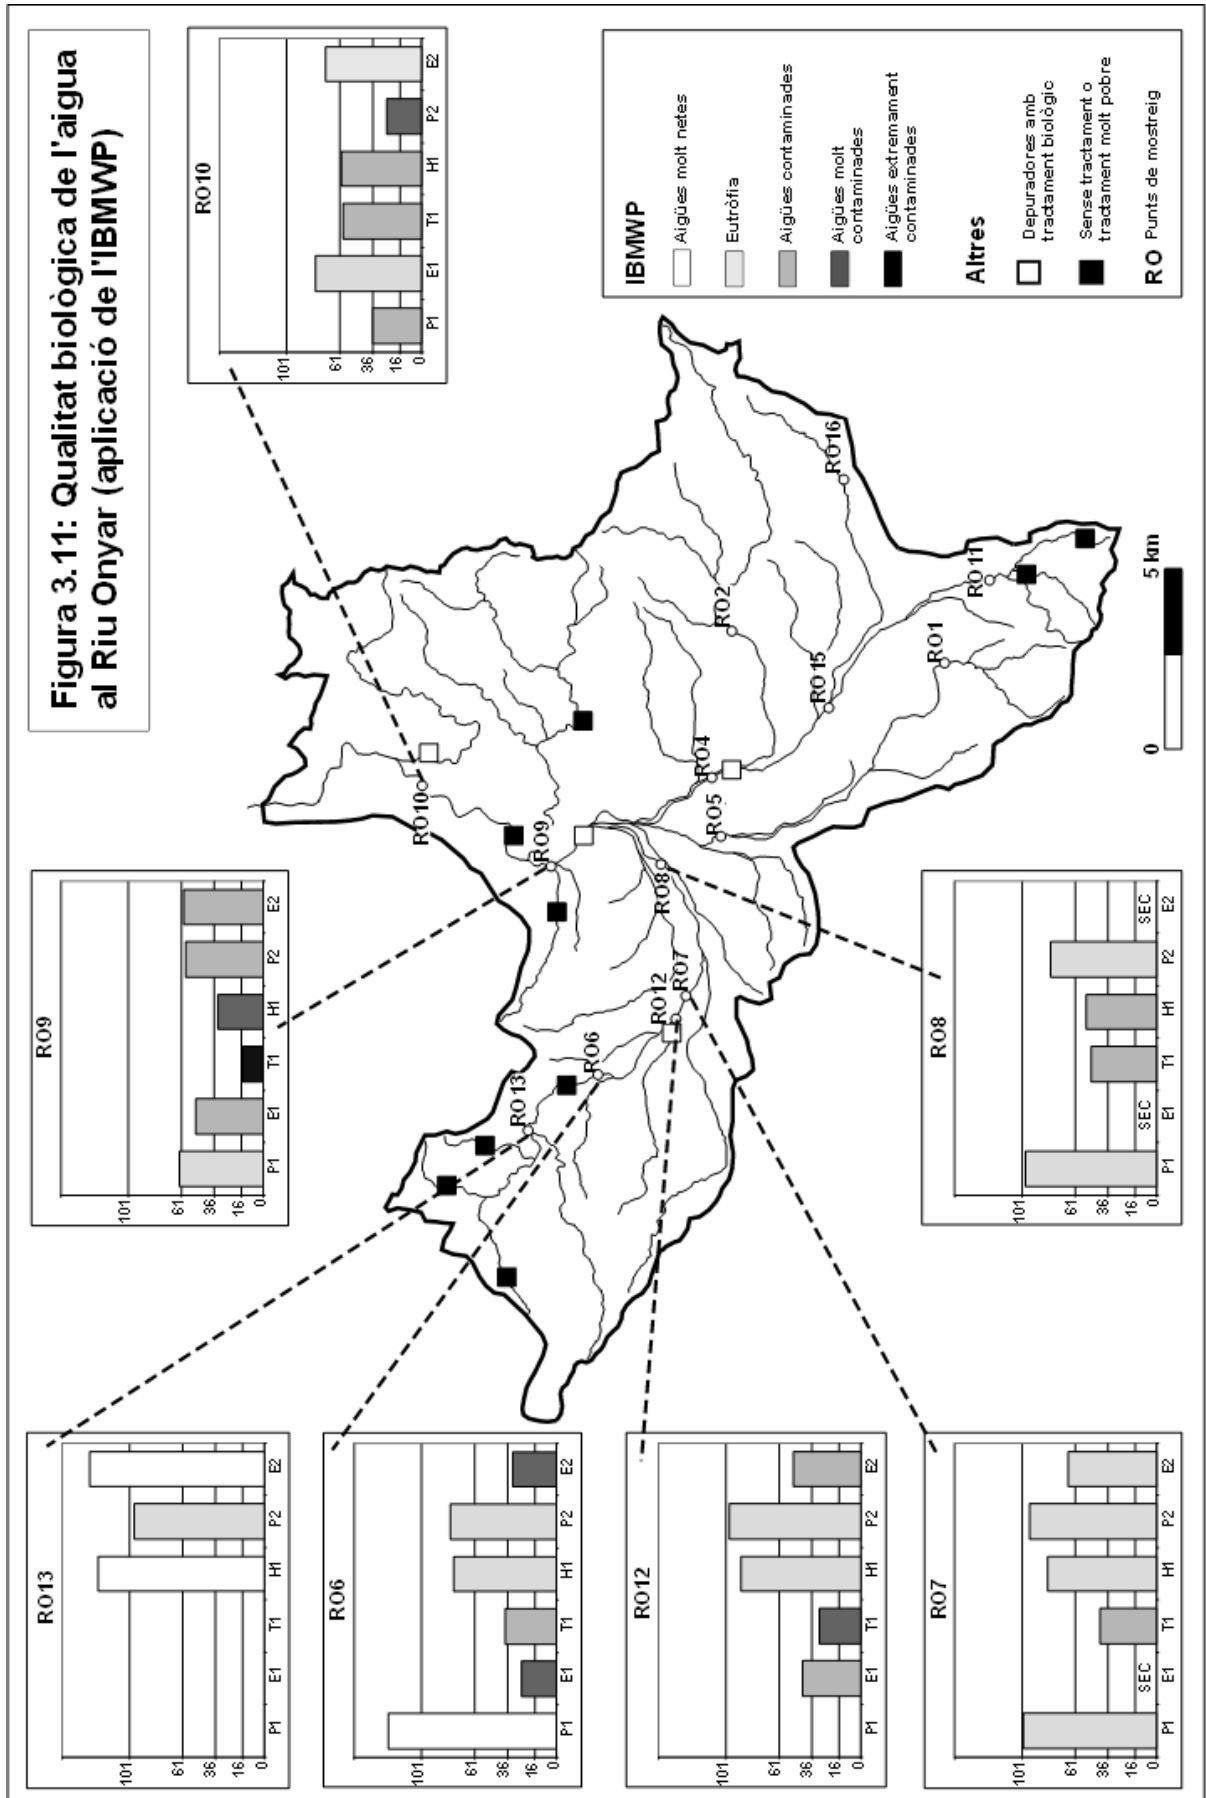 Figura 3.11: Qualitat biològica de l'aigua
al Riu Onyar (aplicació de l'IBMWP)
RO13
101
61
36
16
0
P1 E1 T1 H1 P2 E2
RO9
101
61
36
16
0
P1 E1 T1 H1 P2 E2
RO10
101
61
36
16
0
P1 E1 T1 H1 P2 E2
RO6
101
61
36
16
0
P1 E1 T1 H1 P2 E2
RO12
101
61
36
16
0
P1 E1 T1 H1 P2 E2
RO7
101
61
36
16
0
SEC
P1 E1 T1 H1 P2 E2
RO8
101
61
36
16
0
SEC SEC
P1 E1 T1 H1 P2 E2
RO10
RO9
RO13
RO6
RO12
RO7
RO8
RO5
RO4
RO2
RO15
RO16
RO1
RO11
0 5 km
IBMWP
Aigües molt netes
Eutròfia
Aigües contaminades
Aigües molt
contaminades
Aigües extremament
contaminades
Altres
Depuradores amb
tractament biològic
Sense tractament o
tractament molt pobre
RO Punts de mostreig